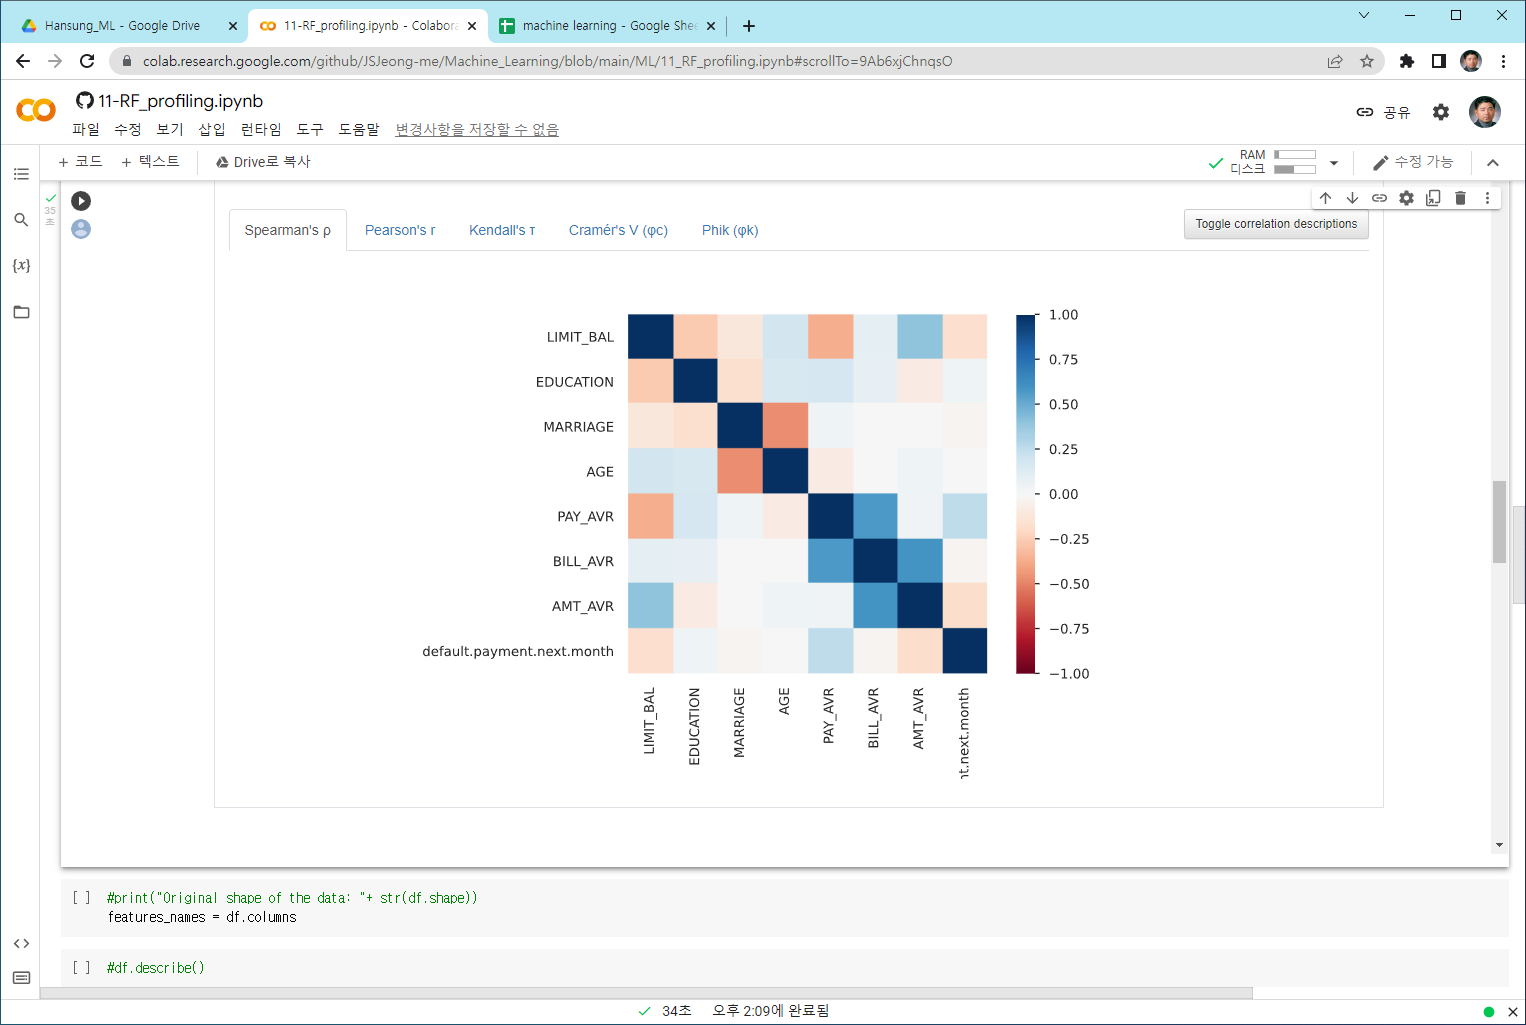 Hansung_ML - Google Drive
11-RF_profiling.ipynb - Colabora
machine learning - Google Shee
colab.research.google.com/github/JSJeong-me/Machine_Learning/blob/main/ML/11_RF_profiling.ipynb#scrollTo=9Ab6xjChnqsO
11-RF_profiling.ipynb
파일 수정 보기 삽입 런타임 도구 도움말 변경사항을 저장할 수 없음
공유
+ 코드 + 텍스트 Drive로 복사
RAM
디스크
수정 가능
35
초
{x}
Spearman's ρ Pearson's r Kendall's τ Cramér's V (φc) Phik (φk)
Toggle correlation descriptions
LIMIT_BAL
EDUCATION
MARRIAGE
AGE
PAY_AVR
BILL_AVR
AMT_AVR
default.payment.next.month
LIMIT_BAL
EDUCATION
MARRIAGE
AGE
PAY_AVR
BILL_AVR
AMT_AVR
nt.next.month
1.00
0.75
0.50
0.25
0.00
−0.25
−0.50
−0.75
−1.00
[ ] #print("Original shape of the data: "+ str(df.shape))
features_names = df.columns
[ ] #df.describe()
34초 오후 2:09에 완료됨